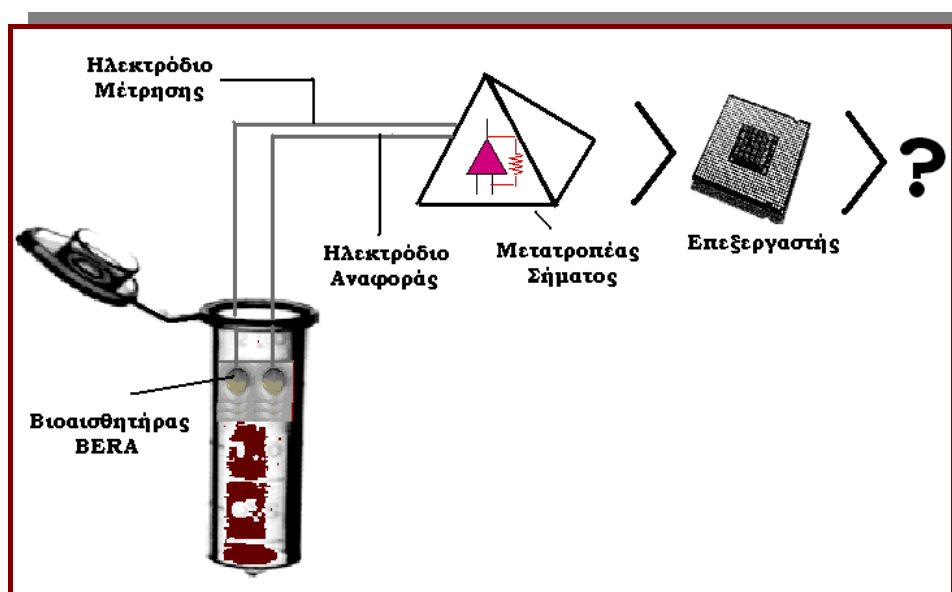 Ηλεκτρόδιο
Μέτρησης
?
Ηλεκτρόδιο
Αναφοράς
Μετατροπέας
Σήματος
Επεξεργαστής
Βιοαισθητήρας
BERA